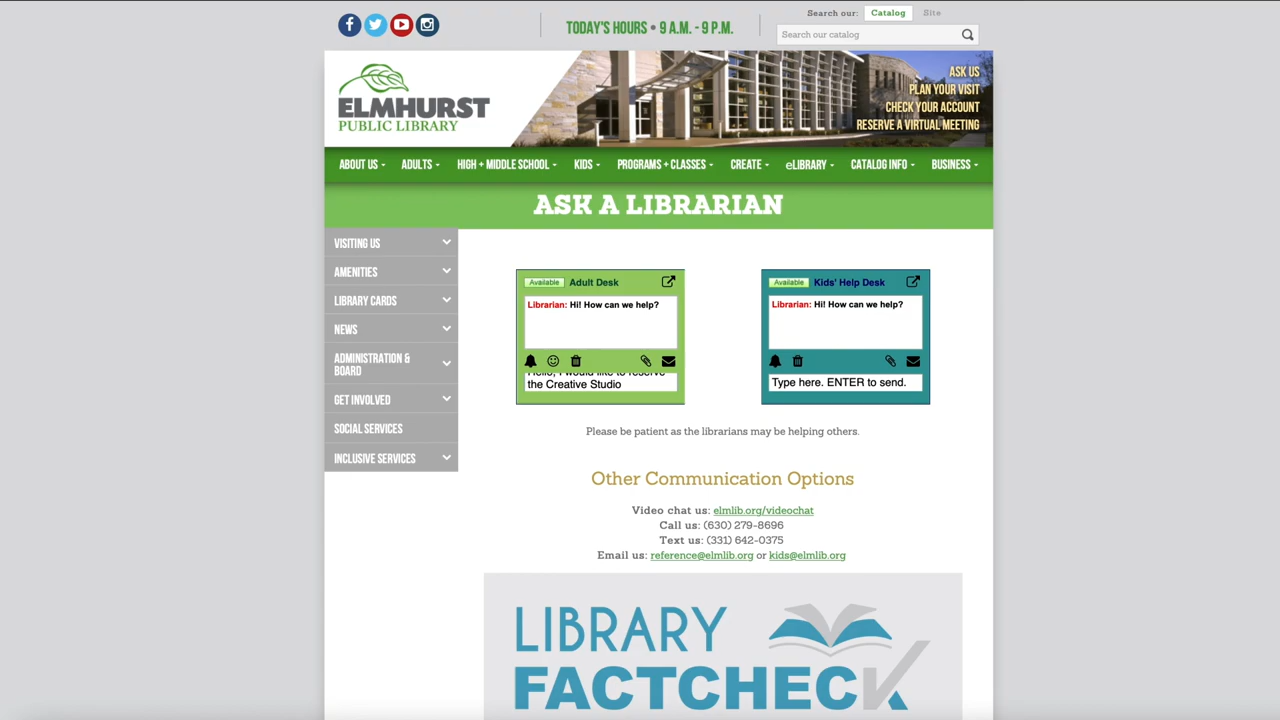 TODAY'S HOURS • 9 A.M. - 9 P.M.
Search our: Catalog Site
Search our catalog
ELMHURST
PUBLIC LIBRARY
ASK US
PLAN YOUR VISIT
CHECK YOUR ACCOUNT
RESERVE A VIRTUAL MEETING
ABOUT US ADULTS HIGH + MIDDLE SCHOOL KIDS PROGRAMS + CLASSES CREATE eLIBRARY CATALOG INFO BUSINESS
ASK A LIBRARIAN
VISITING US
AMENITIES
LIBRARY CARDS
NEWS
ADMINISTRATION &
BOARD
GET INVOLVED
SOCIAL SERVICES
INCLUSIVE SERVICES
Available Adult Desk
Librarian: Hi! How can we help?
Hello, I would like to reserve
the Creative Studio
Available Kids' Help Desk
Librarian: Hi! How can we help?
Type here. ENTER to send.
Please be patient as the librarians may be helping others.
Other Communication Options
Video chat us: elmlib.org/videochat
Call us: (630) 279-8696
Text us: (331) 642-0375
Email us: reference@elmlib.org or kids@elmlib.org
LIBRARY
FACTCHECK